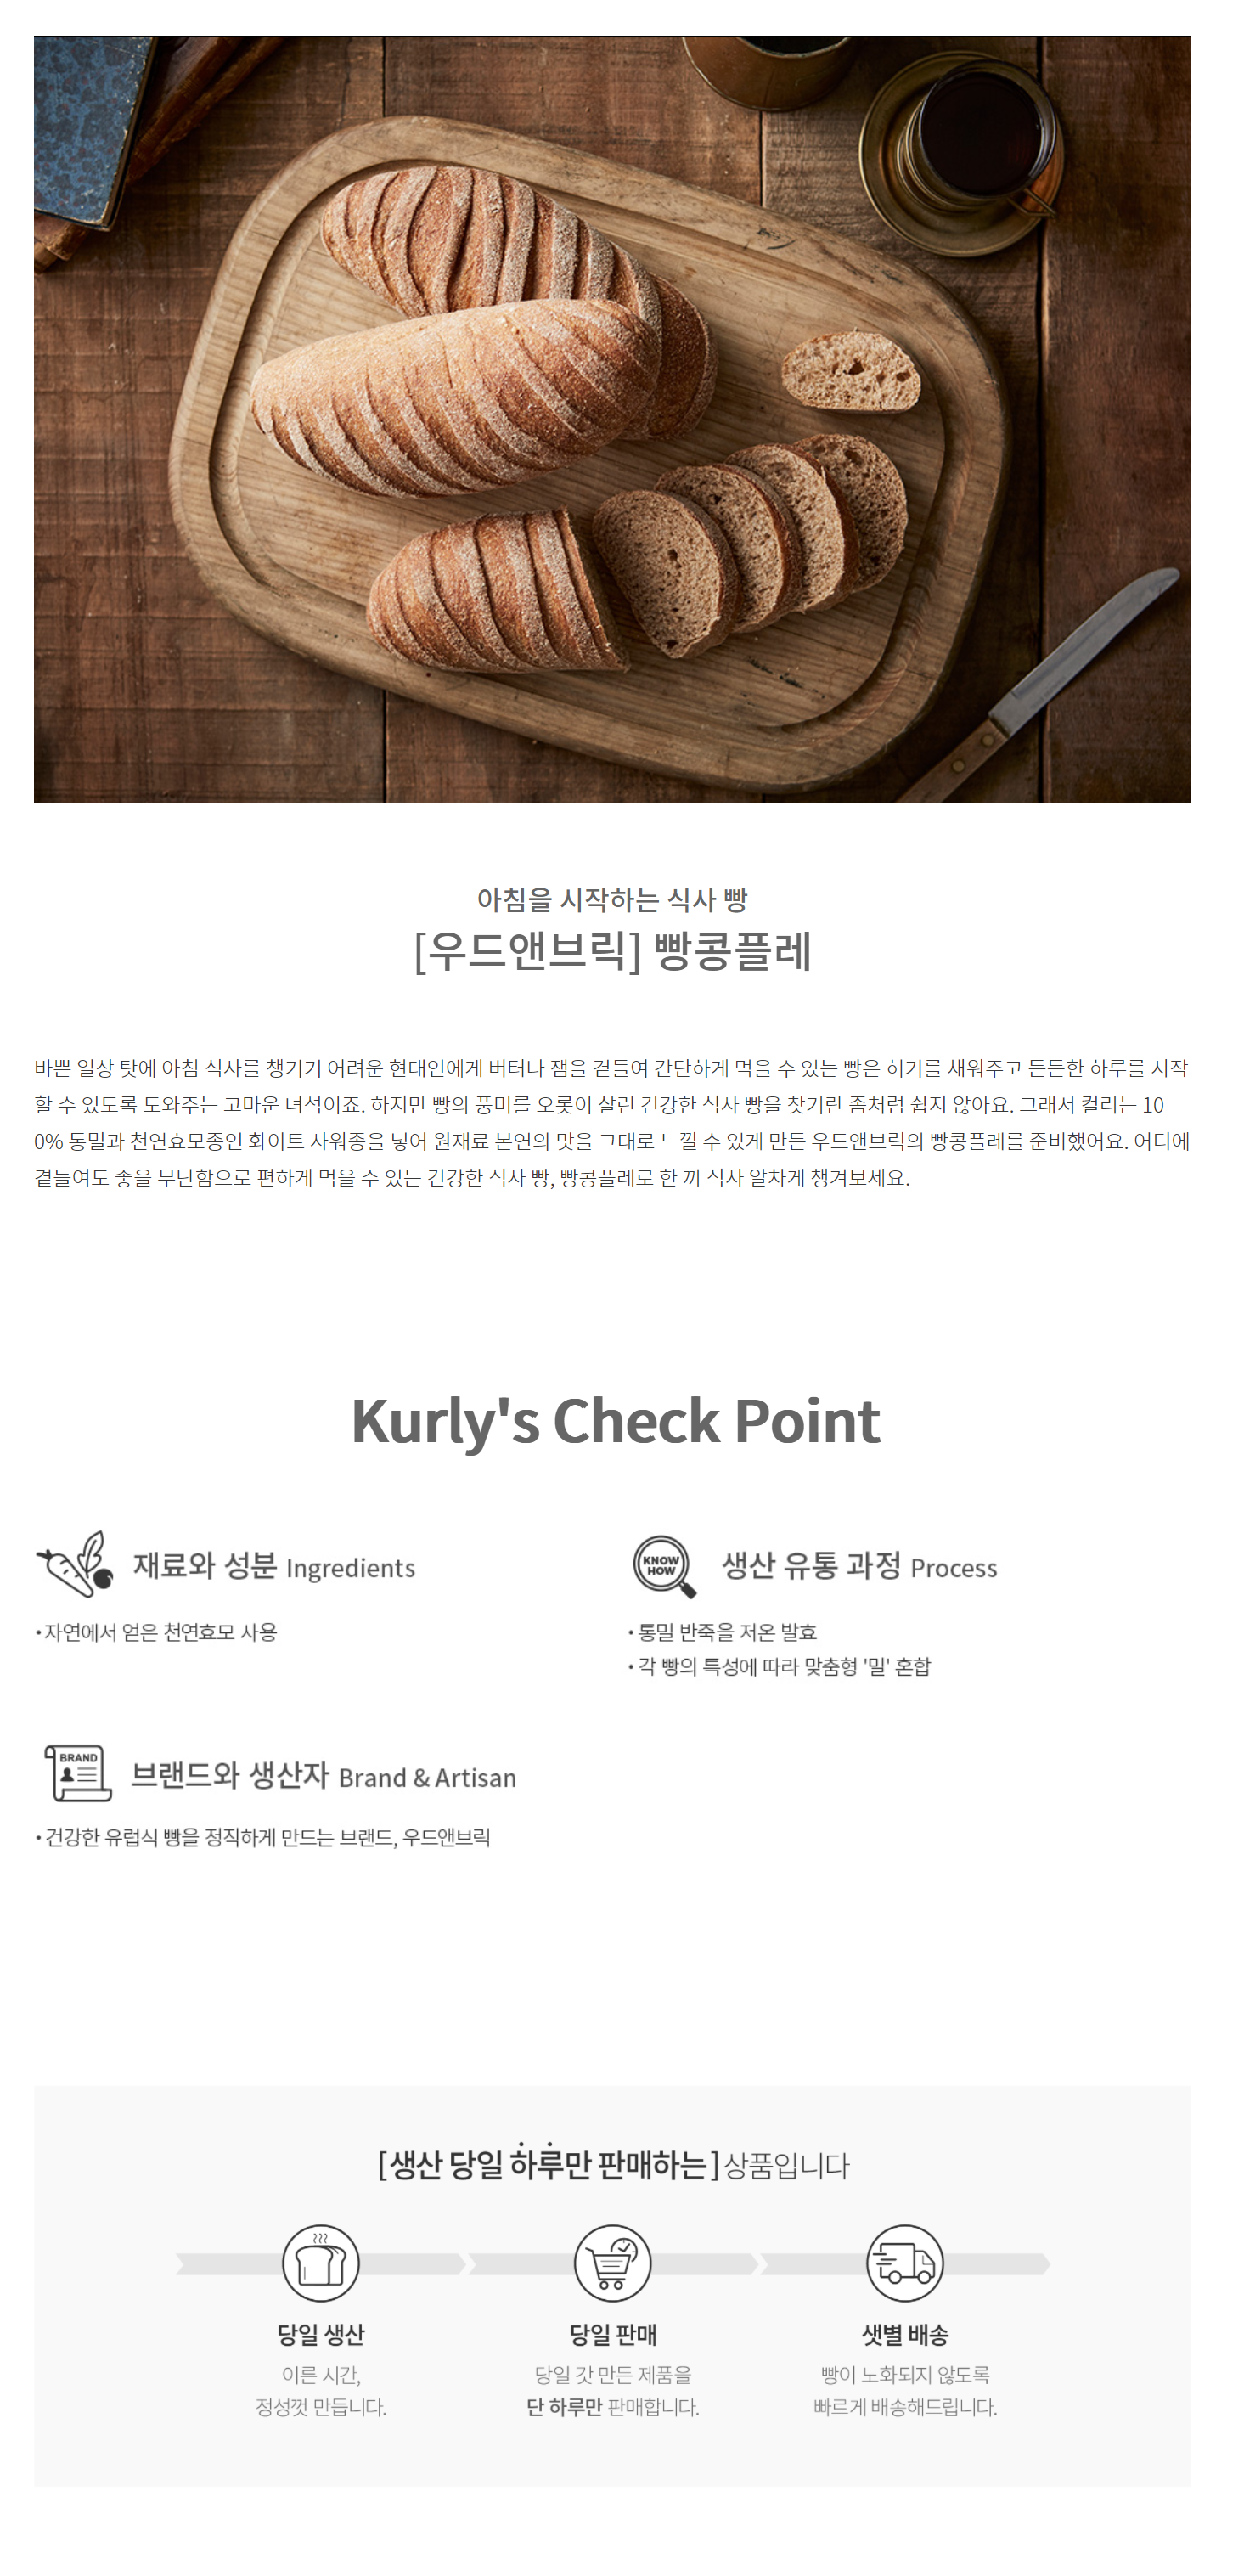 아침을 시작하는 식사 빵
[우드앤브릭] 빵콩플레
바쁜 일상 탓에 아침 식사를 챙기기 어려운 현대인에게 버터나 잼을 곁들여 간단하게 먹을 수 있는 빵은 허기를 채워주고 든든한 하루를 시작
할 수 있도록 도와주는 고마운 녀석이죠. 하지만 빵의 풍미를 오롯이 살린 건강한 식사 빵을 찾기란 좀처럼 쉽지 않아요. 그래서 컬리는 10
0% 통밀과 천연효모종인 화이트 사워종을 넣어 원재료 본연의 맛을 그대로 느낄 수 있게 만든 우드앤브릭의 빵콩플레를 준비했어요. 어디에
곁들여도 좋을 무난함으로 편하게 먹을 수 있는 건강한 식사 빵, 빵콩플레로 한 끼 식사 알차게 챙겨보세요.
Kurly's Check Point
재료와 성분 Ingredients
• 자연에서 얻은 천연효모 사용
KNOW
HOW
생산 유통 과정 Process
• 통밀 반죽을 저온 발효
• 각 빵의 특성에 따라 맞춤형 '밀' 혼합
BRAND
브랜드와 생산자 Brand & Artisan
• 건강한 유럽식 빵을 정직하게 만드는 브랜드, 우드앤브릭
[생산 당일 하루만 판매하는] 상품입니다
당일 생산
이른 시간,
정성껏 만듭니다.
당일 판매
당일 갓 만든 제품을
단 하루만 판매합니다.
샛별 배송
빵이 노화되지 않도록
빠르게 배송해드립니다.